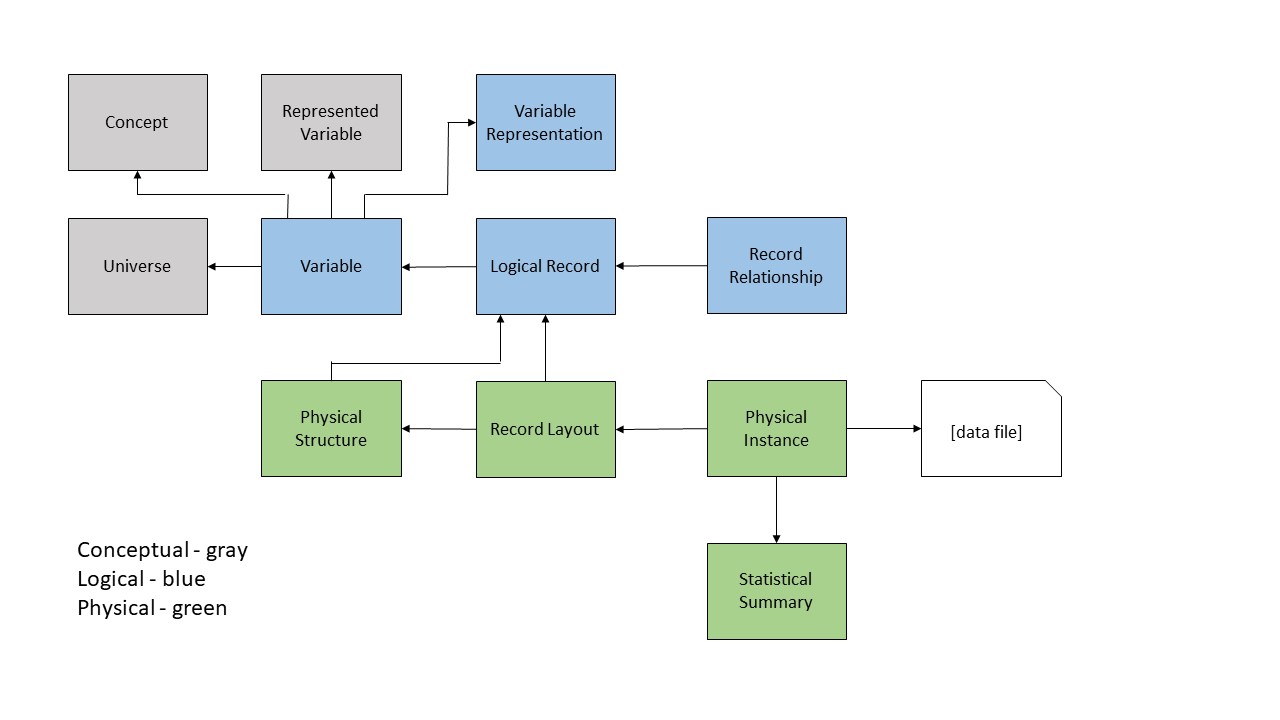 Concept
Represented
Variable
Variable
Representation
Universe
Variable
Logical Record
Record
Relationship
Physical
Structure
Record Layout
Physical
Instance
[data file]
Statistical
Summary
Conceptual - gray
Logical - blue
Physical - green